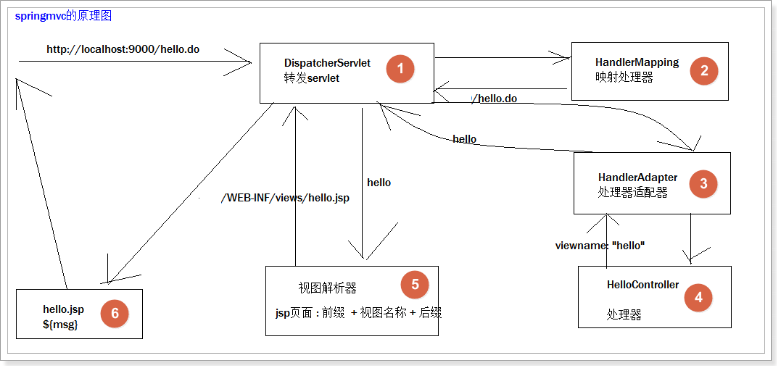 springmvc的原理图
http://localhost:9000/hello.do
DispatcherServlet
转发servlet
1
HandlerMapping
映射处理器
2
/hello.do
hello
HandlerAdapter
处理器适配器
3
hello
/WEB-INF/views/hello.jsp
viewname: "hello"
HelloController
处理器
4
视图解析器
5
jsp页面 : 前缀 + 视图名称 + 后缀
hello.jsp
${msg}
6